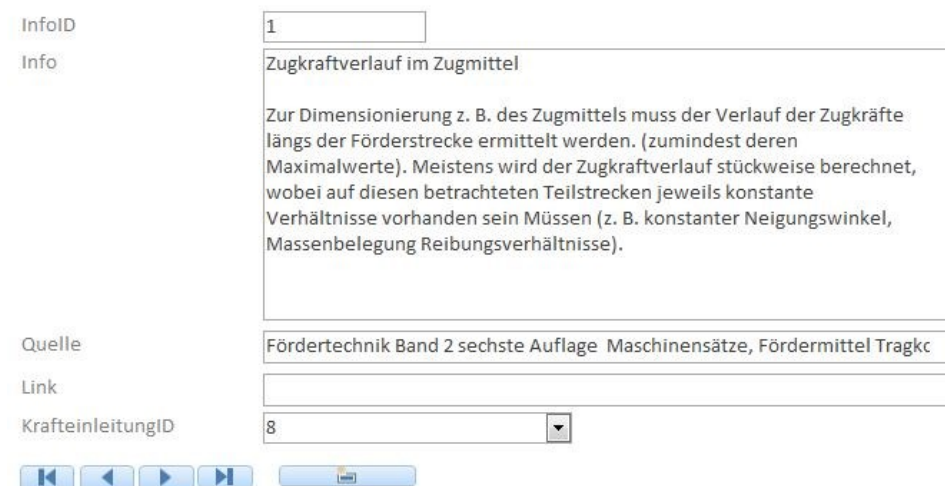 InfoID
1
Info
Zugkraftverlauf im Zugmittel
Zur Dimensionierung z. B. des Zugmittels muss der Verlauf der Zugkräfte
längs der Förderstrecke ermittelt werden. (zumindest deren
Maximalwerte). Meistens wird der Zugkraftverlauf stückweise berechnet,
wobei auf diesen betrachteten Teilstrecken jeweils konstante
Verhältnisse vorhanden sein Müssen (z. B. konstanter Neigungswinkel,
Massenbelegung Reibungsverhältnisse).
Quelle
Fördertechnik Band 2 sechste Auflage  Maschinensätze, Fördermittel
Link
KrafteinleitungID
8